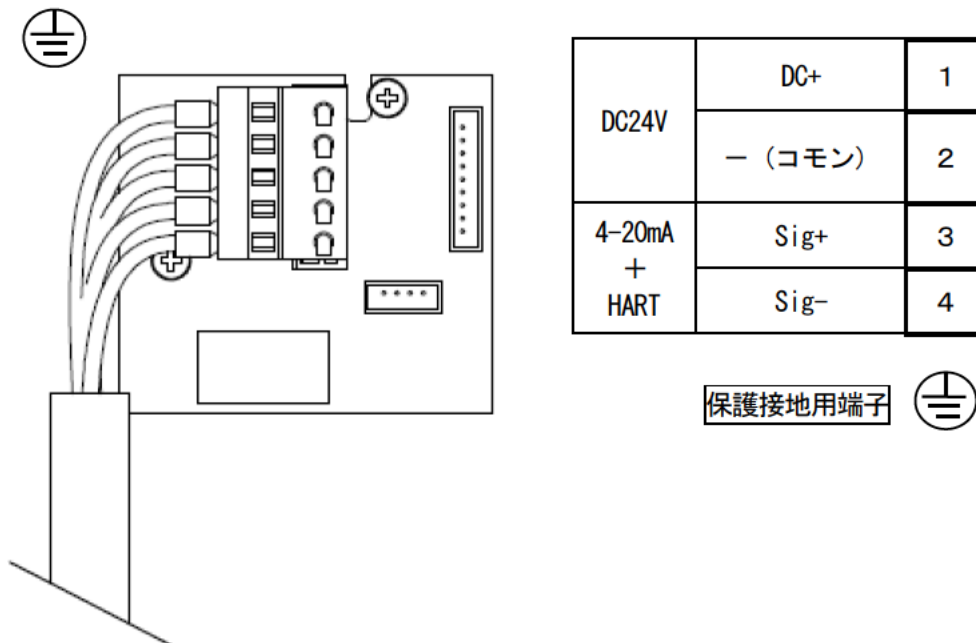 DC24V
DC+
1
－（コモン）
2
4-20mA
+
HART
Sig+
3
Sig-
4
保護接地用端子